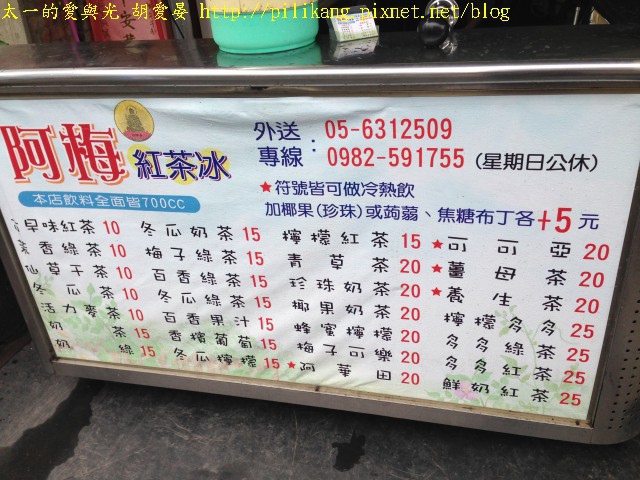 太一的愛與光 胡愛晏 http://pilikang.pixnet.net/blog
阿梅紅茶冰
本店飲料全面皆700CC
外送專線：05-6312509
0982-591755 (星期日公休)
★符號皆可做冷熱飲
加椰果(珍珠)或蒟蒻、焦糖布丁各+5元
早味紅茶 10
香綠茶 10
仙草干茶 10
冬瓜茶 10
活力麥茶 10
奶茶 15
奶綠 15
冬瓜奶茶 15
梅子綠茶 15
百香綠茶 15
冬瓜綠茶 15
百香果汁 15
百檸葡萄 15
冬瓜檸檬 15
檸檬紅茶 15
青草茶 20
珍珠奶茶 20
椰果奶茶 20
蜂蜜檸檬 20
梅子可樂 20
★阿華田 20
★可可亞 20
★薑母茶 20
★養生茶 20
檸檬多多 25
多多綠茶 25
多多紅茶 25
鮮奶紅茶 25